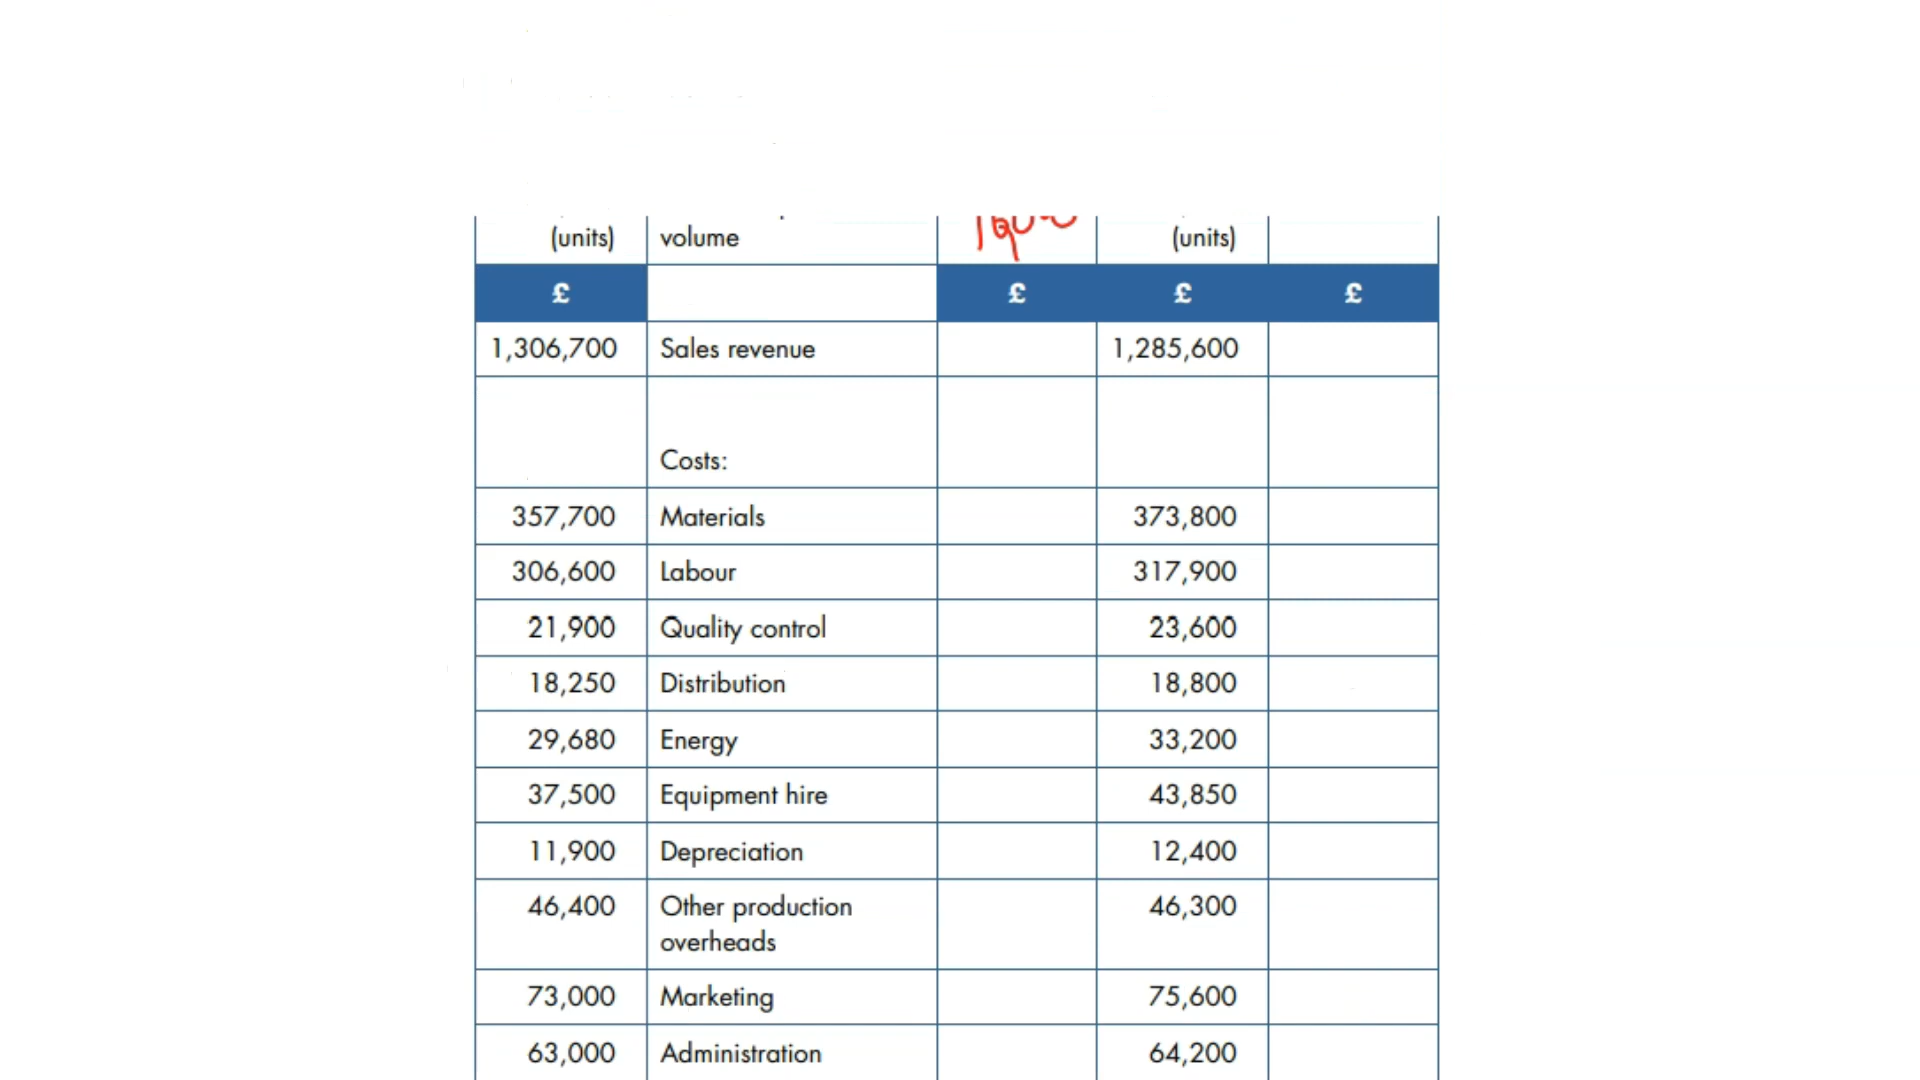 (units) volume (units)
£ £ £ £
1,306,700 Sales revenue 1,285,600
Costs:
357,700 Materials 373,800
306,600 Labour 317,900
21,900 Quality control 23,600
18,250 Distribution 18,800
29,680 Energy 33,200
37,500 Equipment hire 43,850
11,900 Depreciation 12,400
46,400 Other production 46,300
overheads
73,000 Marketing 75,600
63,000 Administration 64,200